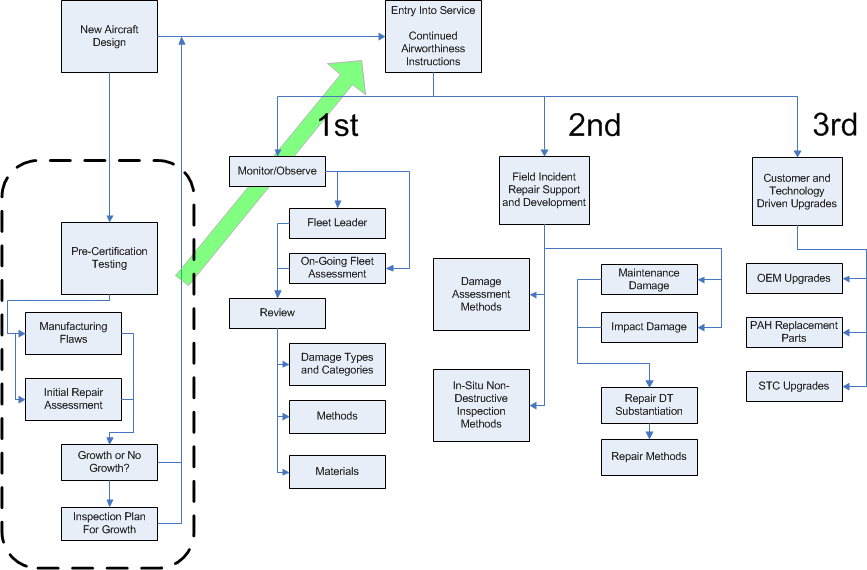 New Aircraft
Design
Entry Into Service
Continued
Airworthiness
Instructions
1st
2nd
3rd
Pre-Certification
Testing
Manufacturing
Flaws
Initial Repair
Assessment
Growth or No
Growth?
Inspection Plan
For Growth
Monitor/Observe
Fleet Leader
On-Going Fleet
Assessment
Review
Damage Types
and Categories
Methods
Materials
Field Incident
Repair Support
and Development
Damage
Assessment
Methods
In-Situ Non-
Destructive
Inspection
Methods
Maintenance
Damage
Impact Damage
Repair DT
Substantiation
Repair Methods
Customer and
Technology
Driven Upgrades
OEM Upgrades
PAH Replacement
Parts
STC Upgrades